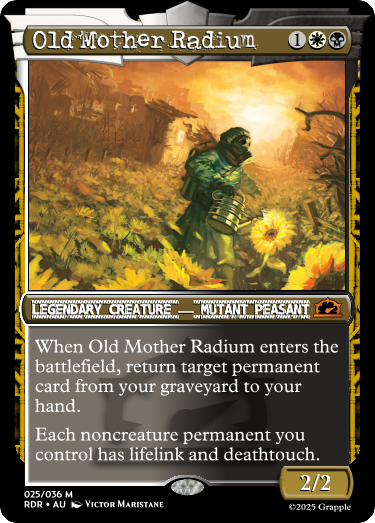 Old Mother Radium 1
Legendary Creature — Mutant Peasant
When Old Mother Radium enters the
battlefield, return target permanent
card from your graveyard to your
hand.
Each noncreature permanent you
control has lifelink and deathtouch.
2/2
025/036 M
RDR • AU Victor Maristane
©2025 Grapple